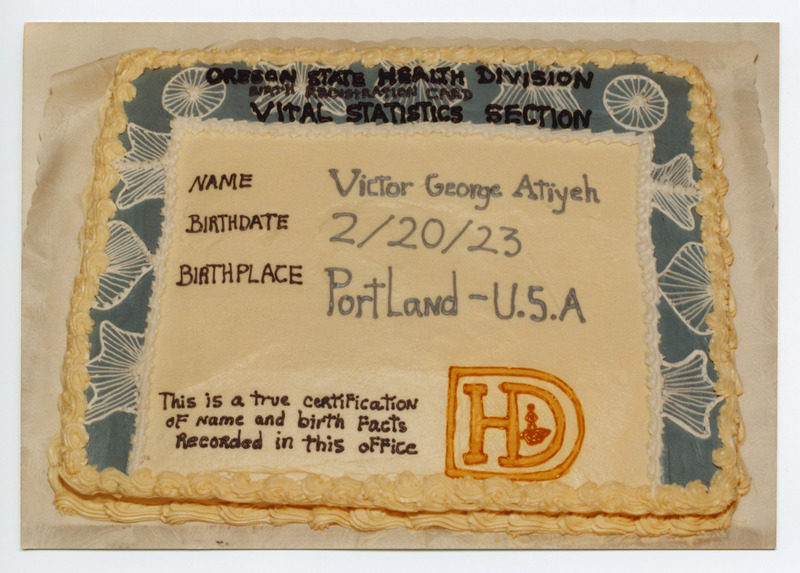 OREGON STATE HEALTH DIVISION
BIRTH REGISTRATION CARD
VITAL STATISTICS SECTION
NAME Victor George Atiyeh
BIRTHDATE 2/20/23
BIRTHPLACE PortLand - U.S.A
This is a true certification
of Name and birth Facts
Recorded in this office
HD